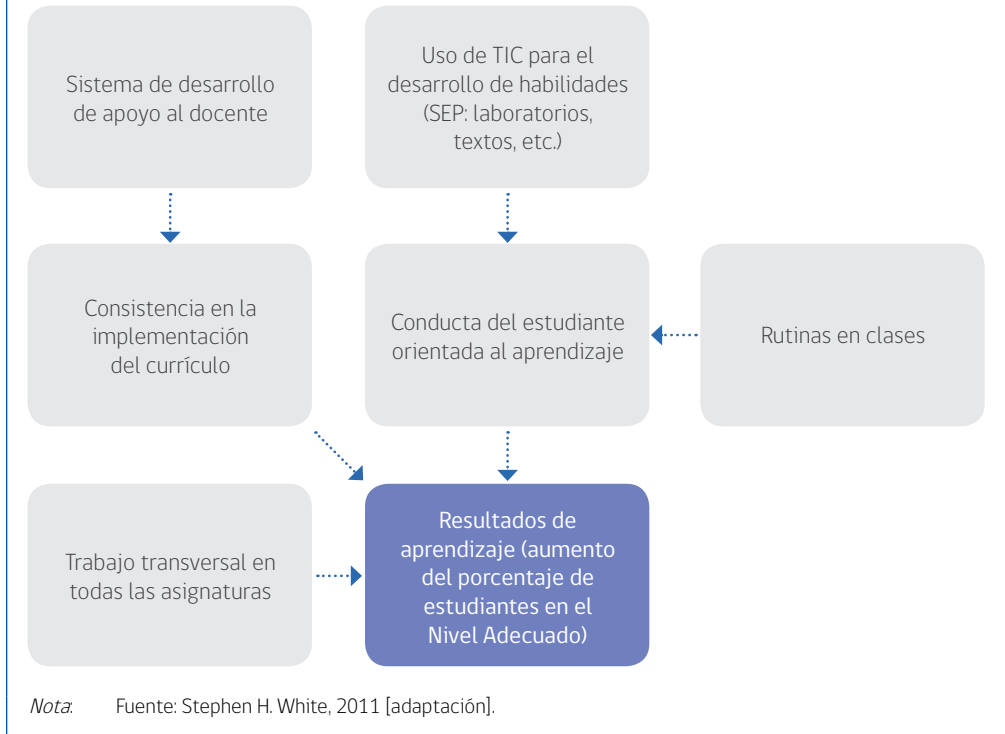 Sistema de desarrollo
de apoyo al docente
Uso de TIC para el
desarrollo de habilidades
(SEP: laboratorios,
textos, etc.)
Consistencia en la
implementación
del currículo
Conducta del estudiante
orientada al aprendizaje
Rutinas en clases
Trabajo transversal en
todas las asignaturas
Resultados de
aprendizaje (aumento
del porcentaje de
estudiantes en el
Nivel Adecuado)
Nota: Fuente: Stephen H. White, 2011 [adaptación].